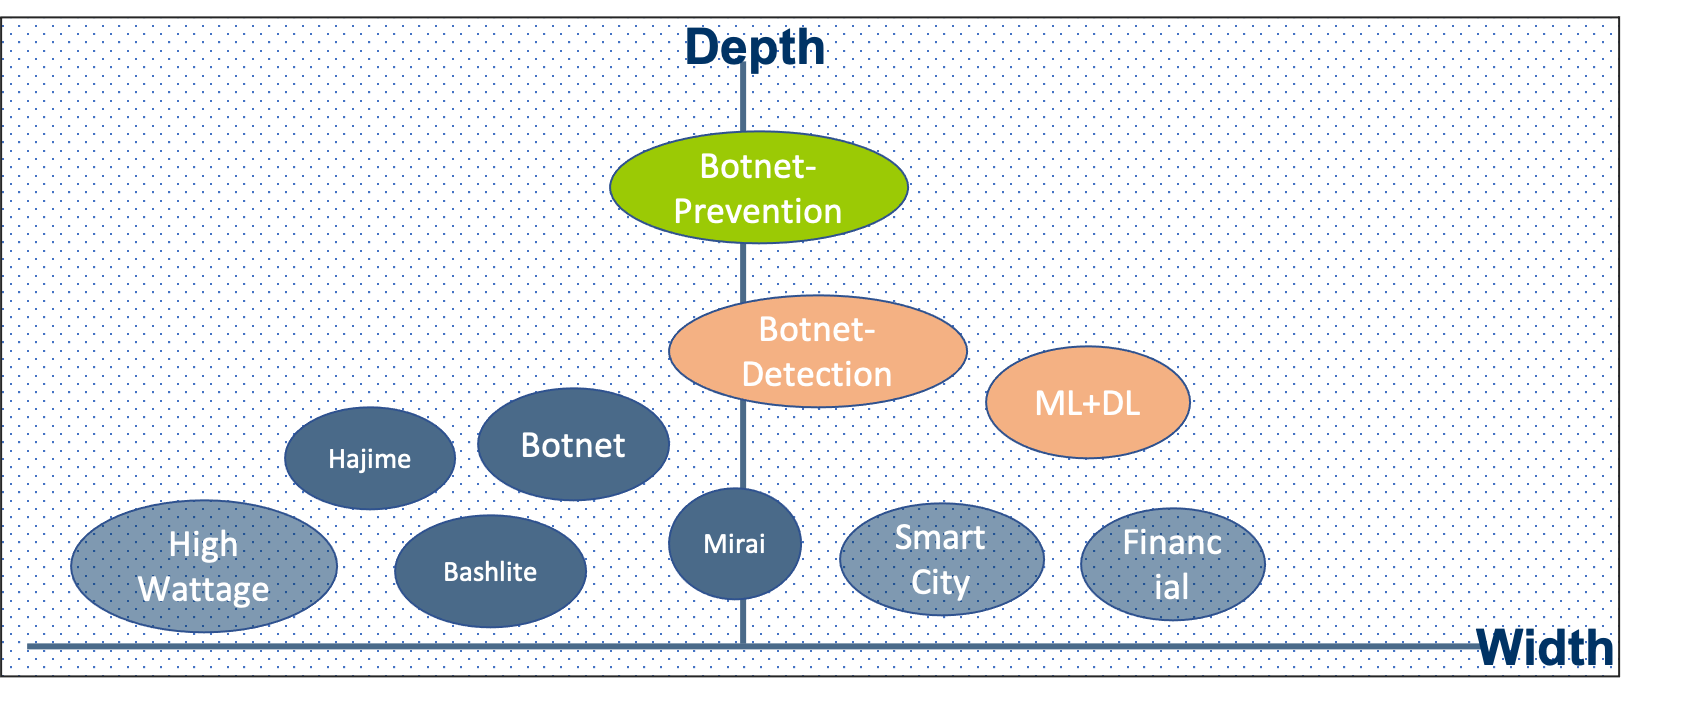 Depth
Botnet-
Prevention
Botnet-
Detection
ML+DL
Botnet
Hajime
High
Wattage
Bashlite
Mirai
Smart
City
Financ
ial
Width